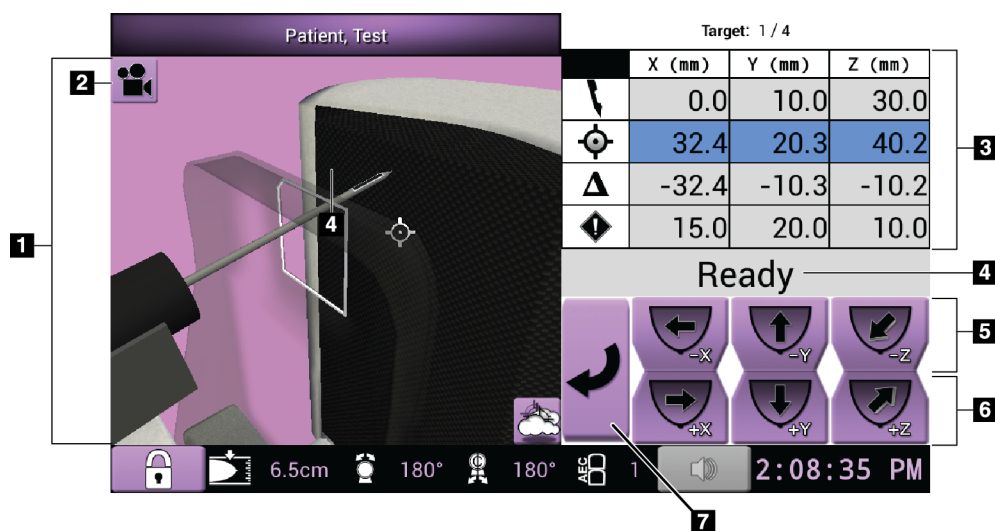 Patient, Test
Target: 1 / 4
X (mm) Y (mm) Z (mm)
0.0 10.0 30.0
32.4 20.3 40.2
Δ -32.4 -10.3 -10.2
! 15.0 20.0 10.0
Ready
-X -Y -Z
+X +Y +Z
6.5cm 180° C 180° AEC 1 2:08:35 PM
1
2
3
4
4
5
6
7